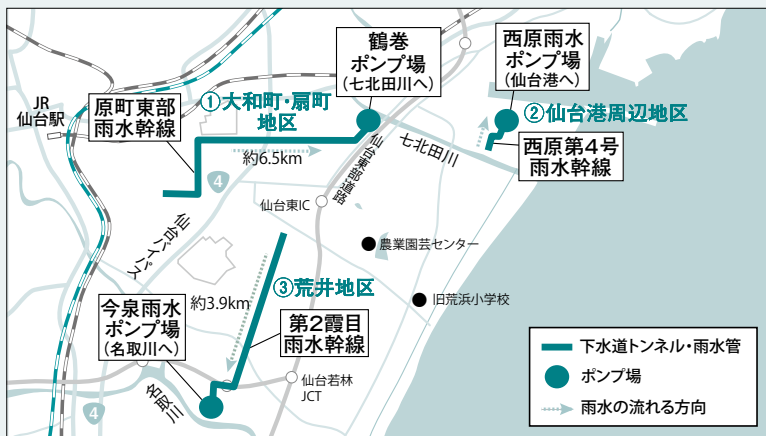 鶴巻
ポンプ場
(七北田川へ)
西原雨水
ポンプ場
(仙台港へ)
JR
仙台駅
原町東部
雨水幹線
①大和町・扇町
地区
②仙台港周辺地区
西原第4号
雨水幹線
約6.5km
七北田川
仙台東部道路
4
仙台バイパス
仙台東IC
農業園芸センター
③荒井地区
旧荒浜小学校
約3.9km
今泉雨水
ポンプ場
(名取川へ)
第2霞目
雨水幹線
仙台若林
JCT
名取川
4
下水道トンネル・雨水管
ポンプ場
雨水の流れる方向